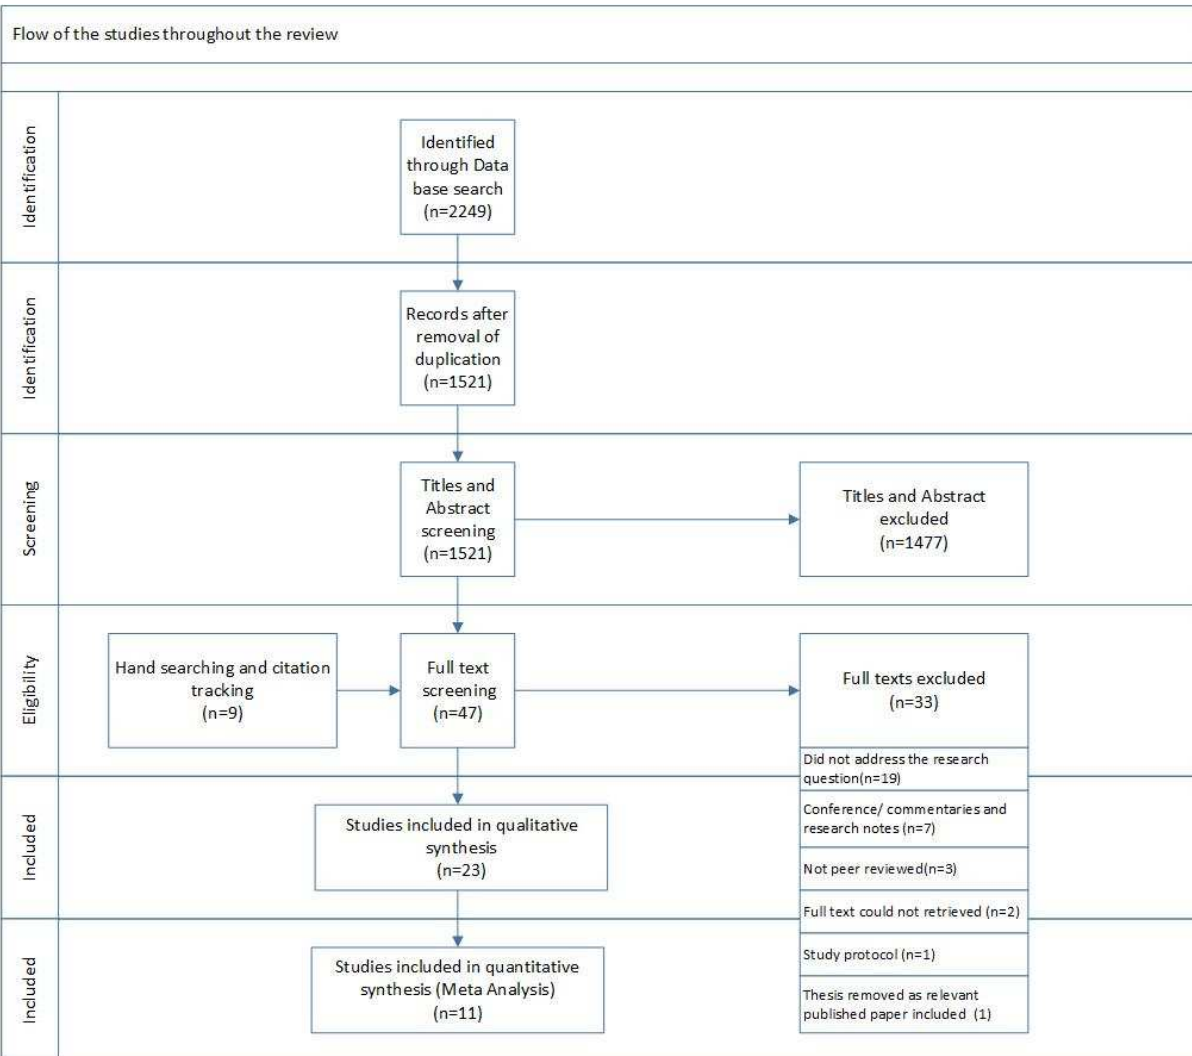 Flow of the studies throughout the review
Identification
Identified
through Data
base search
(n=2249)
Identification
Records after
removal of
duplication
(n=1521)
Screening
Titles and
Abstract
screening
(n=1521)
Titles and Abstract
excluded
(n=1477)
Eligibility
Hand searching and citation
tracking
(n=9)
Full text
screening
(n=47)
Full texts excluded
(n=33)
Did not address the research
question(n=19)
Conference/ commentaries and
research notes (n=7)
Not peer reviewed(n=3)
Full text could not retrieved (n=2)
Study protocol (n=1)
Thesis removed as relevant
published paper included (1)
Included
Studies included in qualitative
synthesis
(n=23)
Included
Studies included in quantitative
synthesis (Meta Analysis)
(n=11)